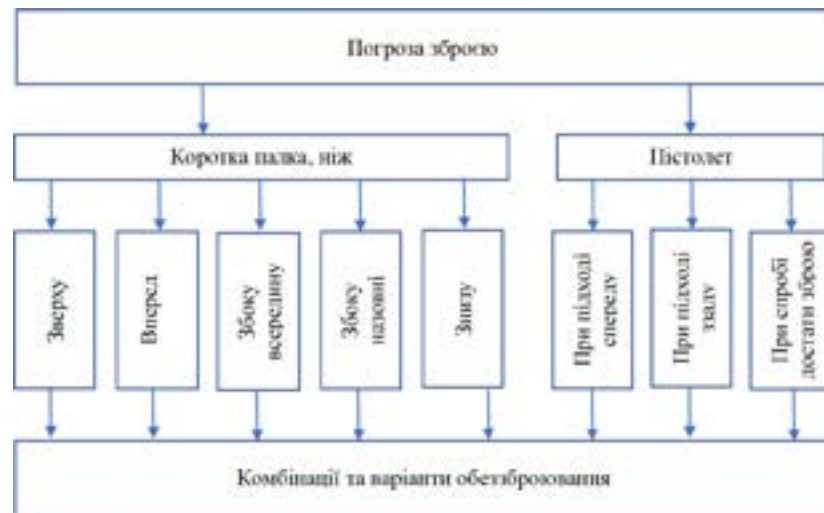 Погроза зброєю
Коротка палка, ніж
Пістолет
Зверху
Вперед
Збоку
всередину
Збоку
назовні
Знизу
При підході
спереду
При підході
ззаду
При спробі
достати зброю
Комбінації та варіанти обеззброювання